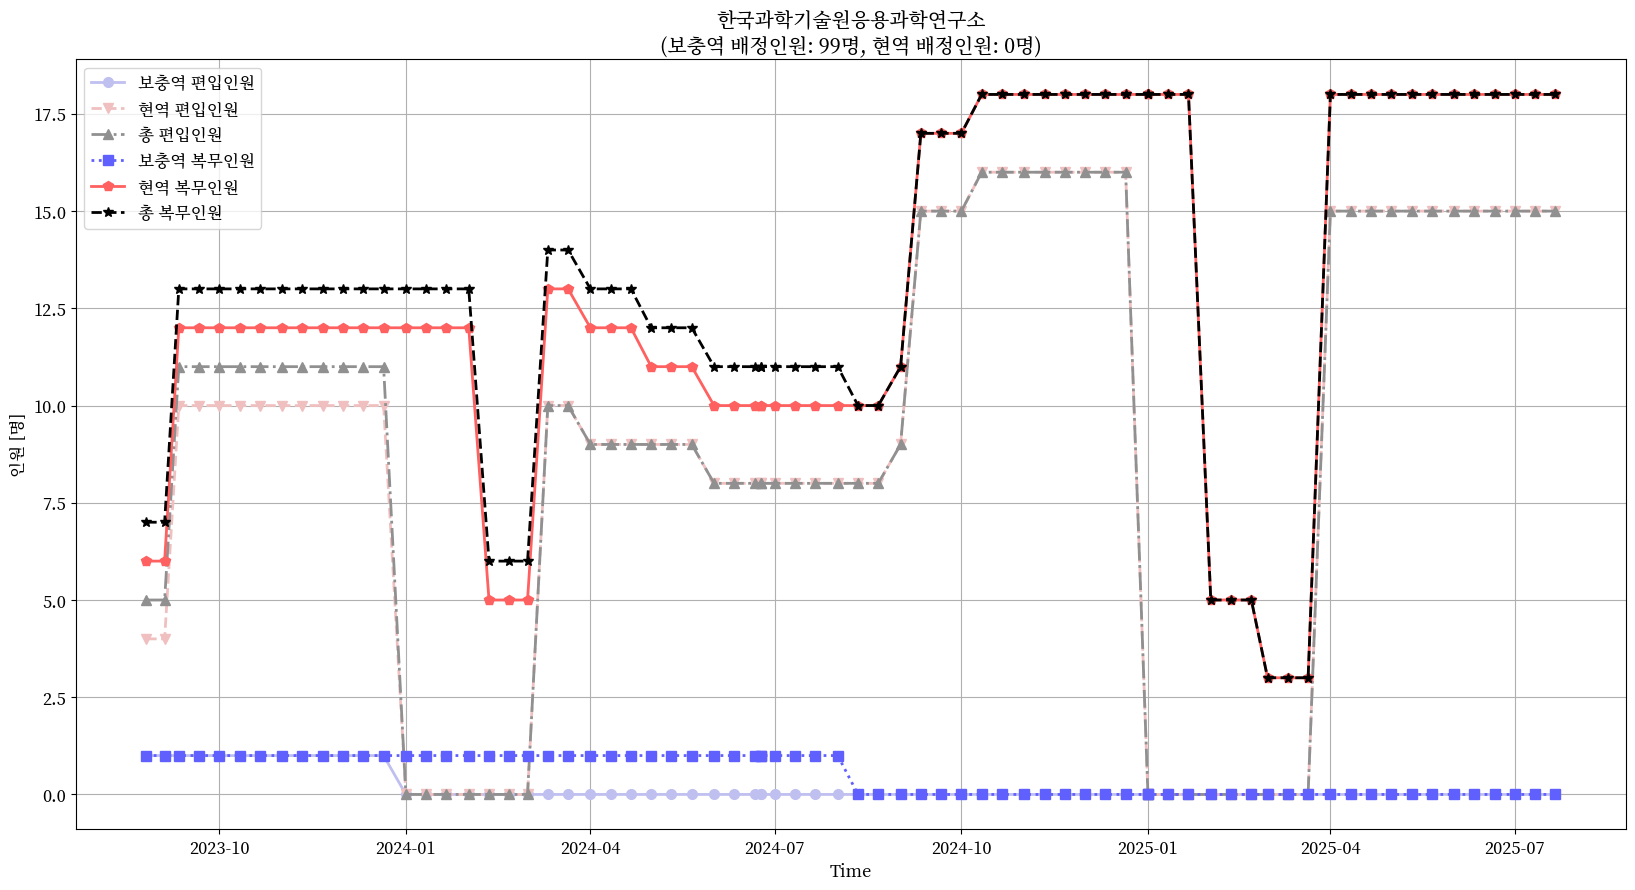 한국과학기술원응용과학연구소
(보충역 배정인원: 99명, 현역 배정인원: 0명)
보충역 편입인원
현역 편입인원
총 편입인원
보충역 복무인원
현역 복무인원
총 복무인원
인원 [명]
17.5
15.0
12.5
10.0
7.5
5.0
2.5
0.0
2023-10
2024-01
2024-04
2024-07
2024-10
2025-01
2025-04
2025-07
Time